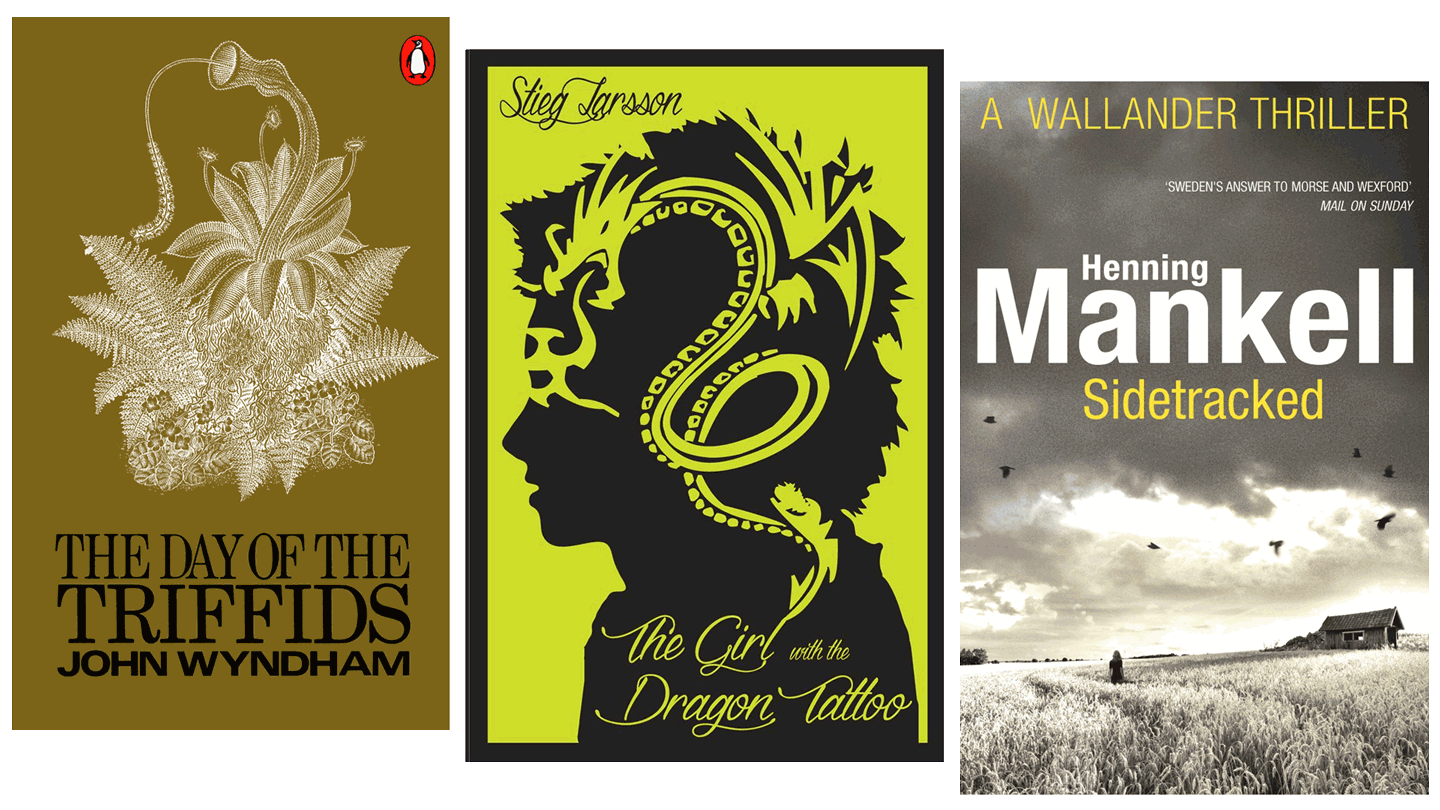 THE DAY OF THE
TRIFFIDS
JOHN WYNDHAM
Stieg Larsson
The Girl with the
Dragon Tattoo
A WALLANDER THRILLER
'SWEDEN'S ANSWER TO MORSE AND WEXFORD'
MAIL ON SUNDAY
Henning
Mankell
Sidetracked